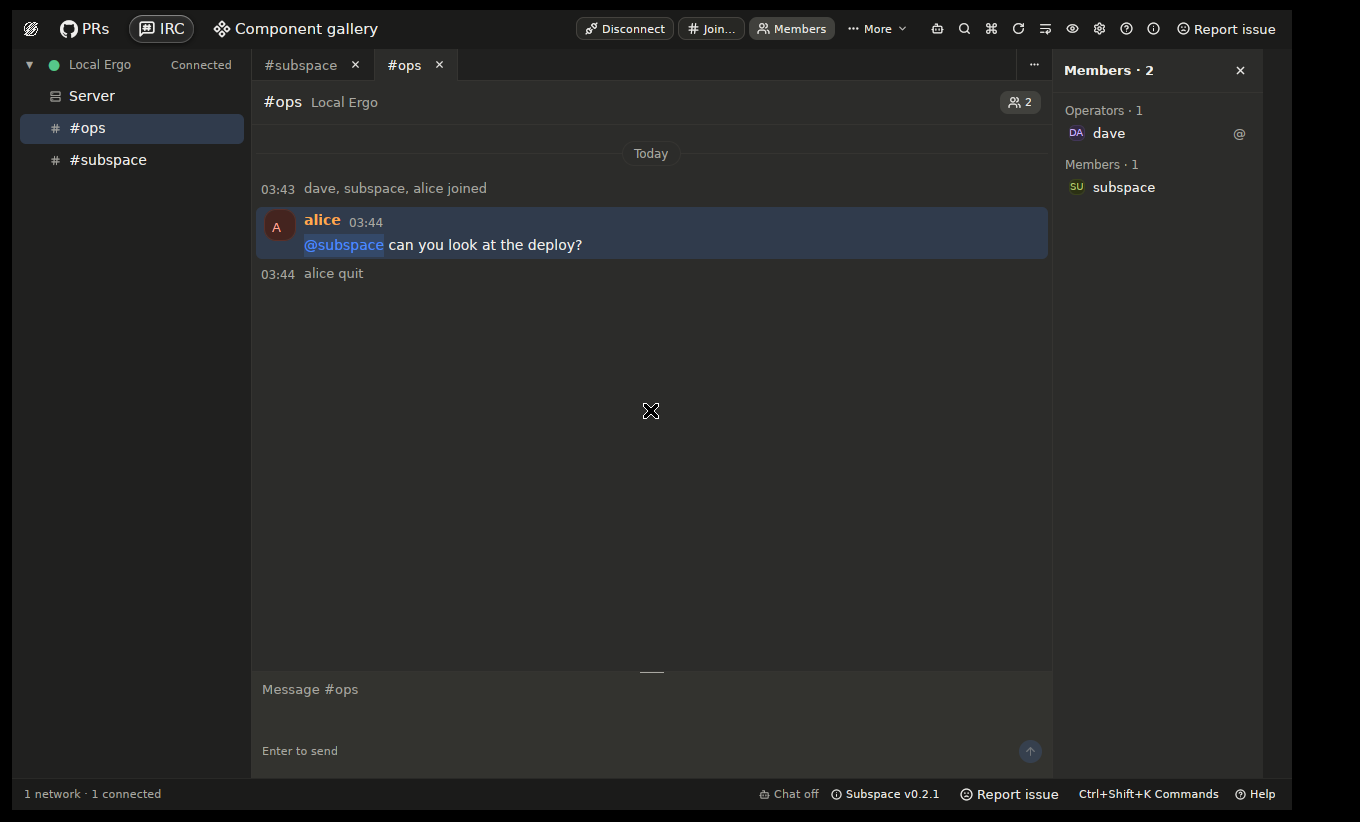 PRs IRC Component gallery Disconnect Join... Members ··· More Report issue
Local Ergo Connected
Server
# #ops
# #subspace
#subspace × #ops × ···
#ops Local Ergo 2
Today
03:43 dave, subspace, alice joined
A alice 03:44
@subspace can you look at the deploy?
03:44 alice quit
Message #ops
Enter to send
Members · 2
Operators · 1
DA dave @
Members · 1
SU subspace
1 network · 1 connected Chat off Subspace v0.2.1 Report issue Ctrl+Shift+K Commands Help